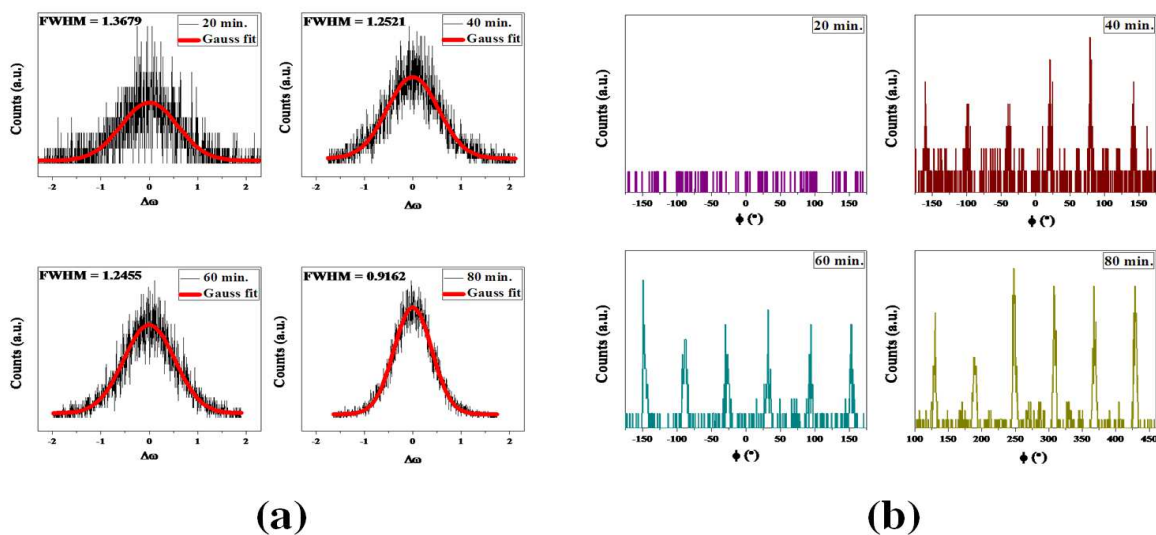 FWHM = 1.3679
20 min.
Gauss fit
Counts (a.u.)
-2 -1 0 1 2
Δω
FWHM = 1.2521
40 min.
Gauss fit
Counts (a.u.)
-2 -1 0 1 2
Δω
FWHM = 1.2455
60 min.
Gauss fit
Counts (a.u.)
-2 -1 0 1 2
Δω
FWHM = 0.9162
80 min.
Gauss fit
Counts (a.u.)
-2 -1 0 1 2
Δω
(a)
20 min.
Counts (a.u.)
-150 -100 -50 0 50 100 150
ϕ (°)
40 min.
Counts (a.u.)
-150 -100 -50 0 50 100 150
ϕ (°)
60 min.
Counts (a.u.)
-150 -100 -50 0 50 100 150
ϕ (°)
80 min.
Counts (a.u.)
100 150 200 250 300 350 400 450
ϕ (°)
(b)